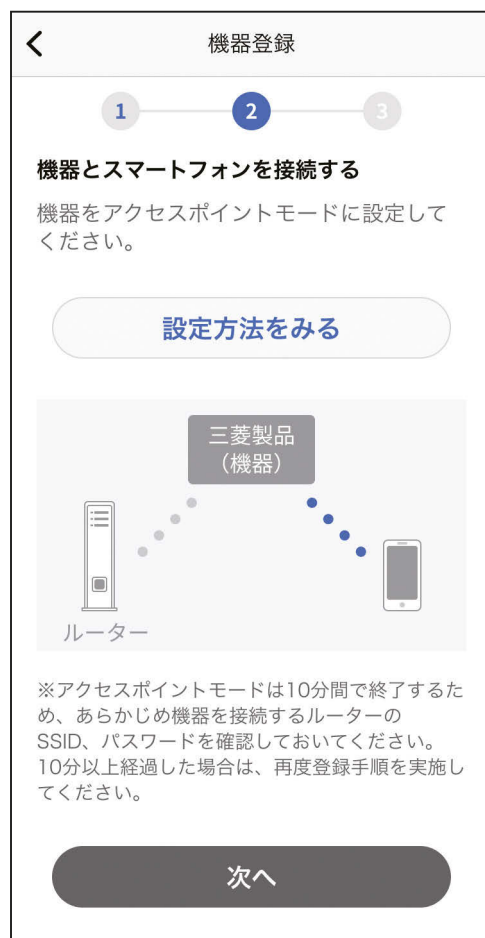 機器登録
1 2 3
機器とスマートフォンを接続する
機器をアクセスポイントモードに設定して
ください。
設定方法をみる
三菱製品
(機器)
ルーター
※アクセスポイントモードは10分間で終了するた
め、あらかじめ機器を接続するルーターの
SSID、パスワードを確認しておいてください。
10分以上経過した場合は、再度登録手順を実施し
てください。
次へ